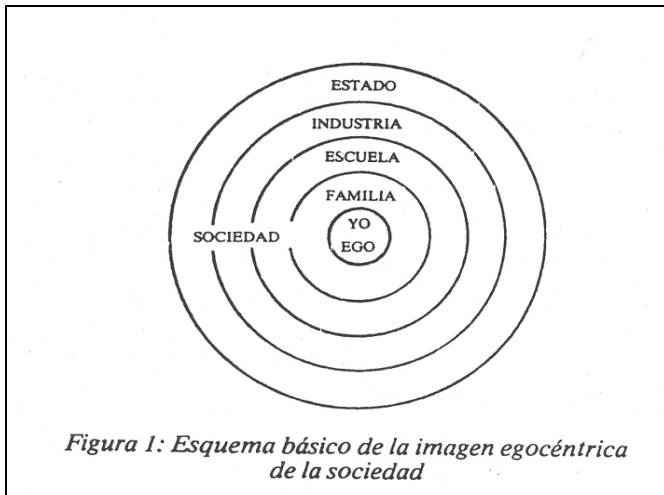 ESTADO
INDUSTRIA
ESCUELA
FAMILIA
YO
SOCIEDAD
EGO
Figura 1: Esquema básico de la imagen egocéntrica
de la sociedad